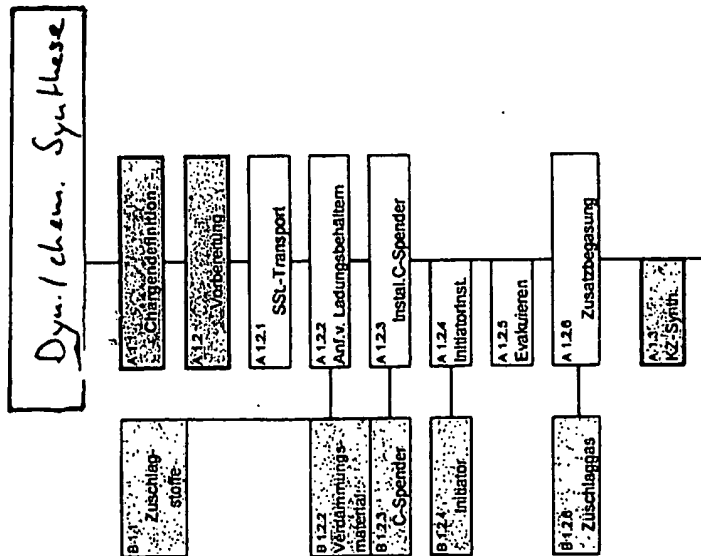 Dyn./chem. Synthese
A 1.1
Chargendefinition
A 1.2
Vorbereitung
A 1.2.1
SSt.-Transport
A 1.2.2
Anf.v. Ladungsbehältern
A 1.2.3
Instal.C-Spender
A 1.2.4
InitiatorInst.
A 1.2.5
Evakuieren
A 1.2.6
Zusatzbegasung
A 1.3
KZ-Synth.
B 1.1
Zuschlag-
stoffe
B 1.2.2
Verdämmungs-
material
B 1.2.3
C-Spender
B 1.2.4
Initiator
B 1.2.6
Zuschlaggas